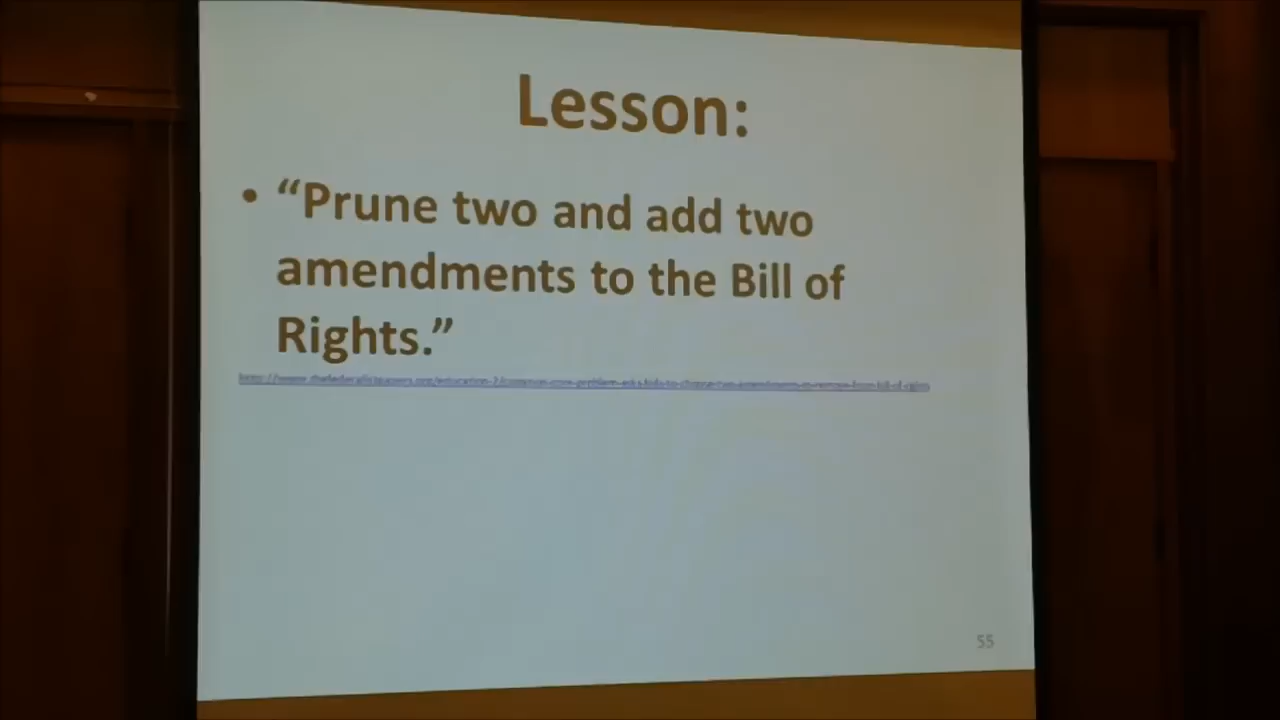 Lesson:
• “Prune two and add two
amendments to the Bill of
Rights.”
55